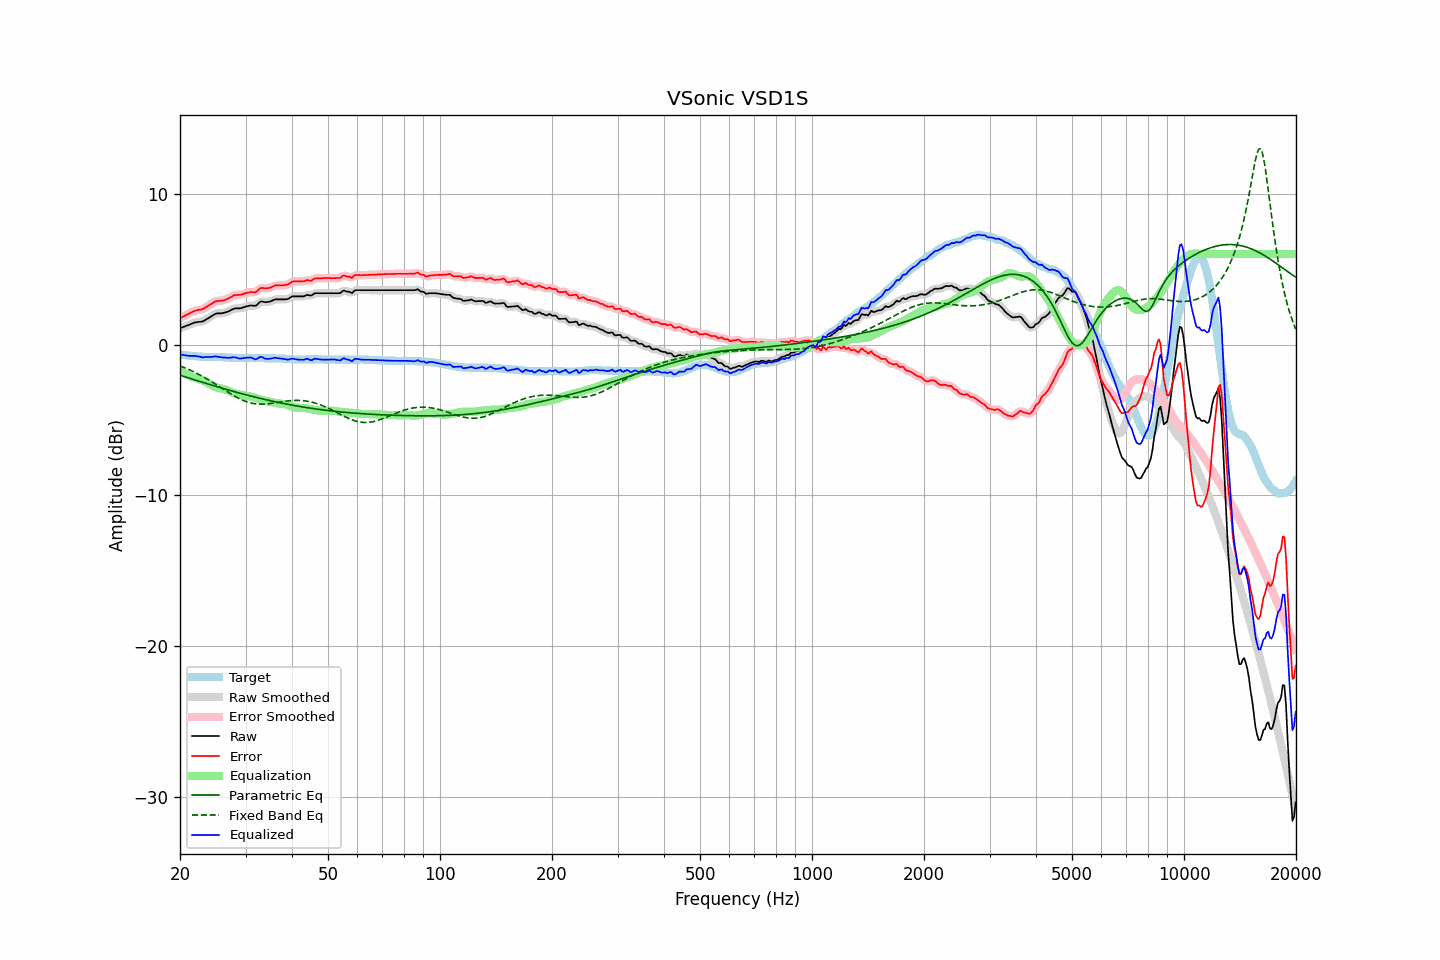 VSonic VSD1S
10
0
−10
−20
−30
Amplitude (dBr)
Target
Raw Smoothed
Error Smoothed
Raw
Error
Equalization
Parametric Eq
Fixed Band Eq
Equalized
20 50 100 200 500 1000 2000 5000 10000 20000
Frequency (Hz)